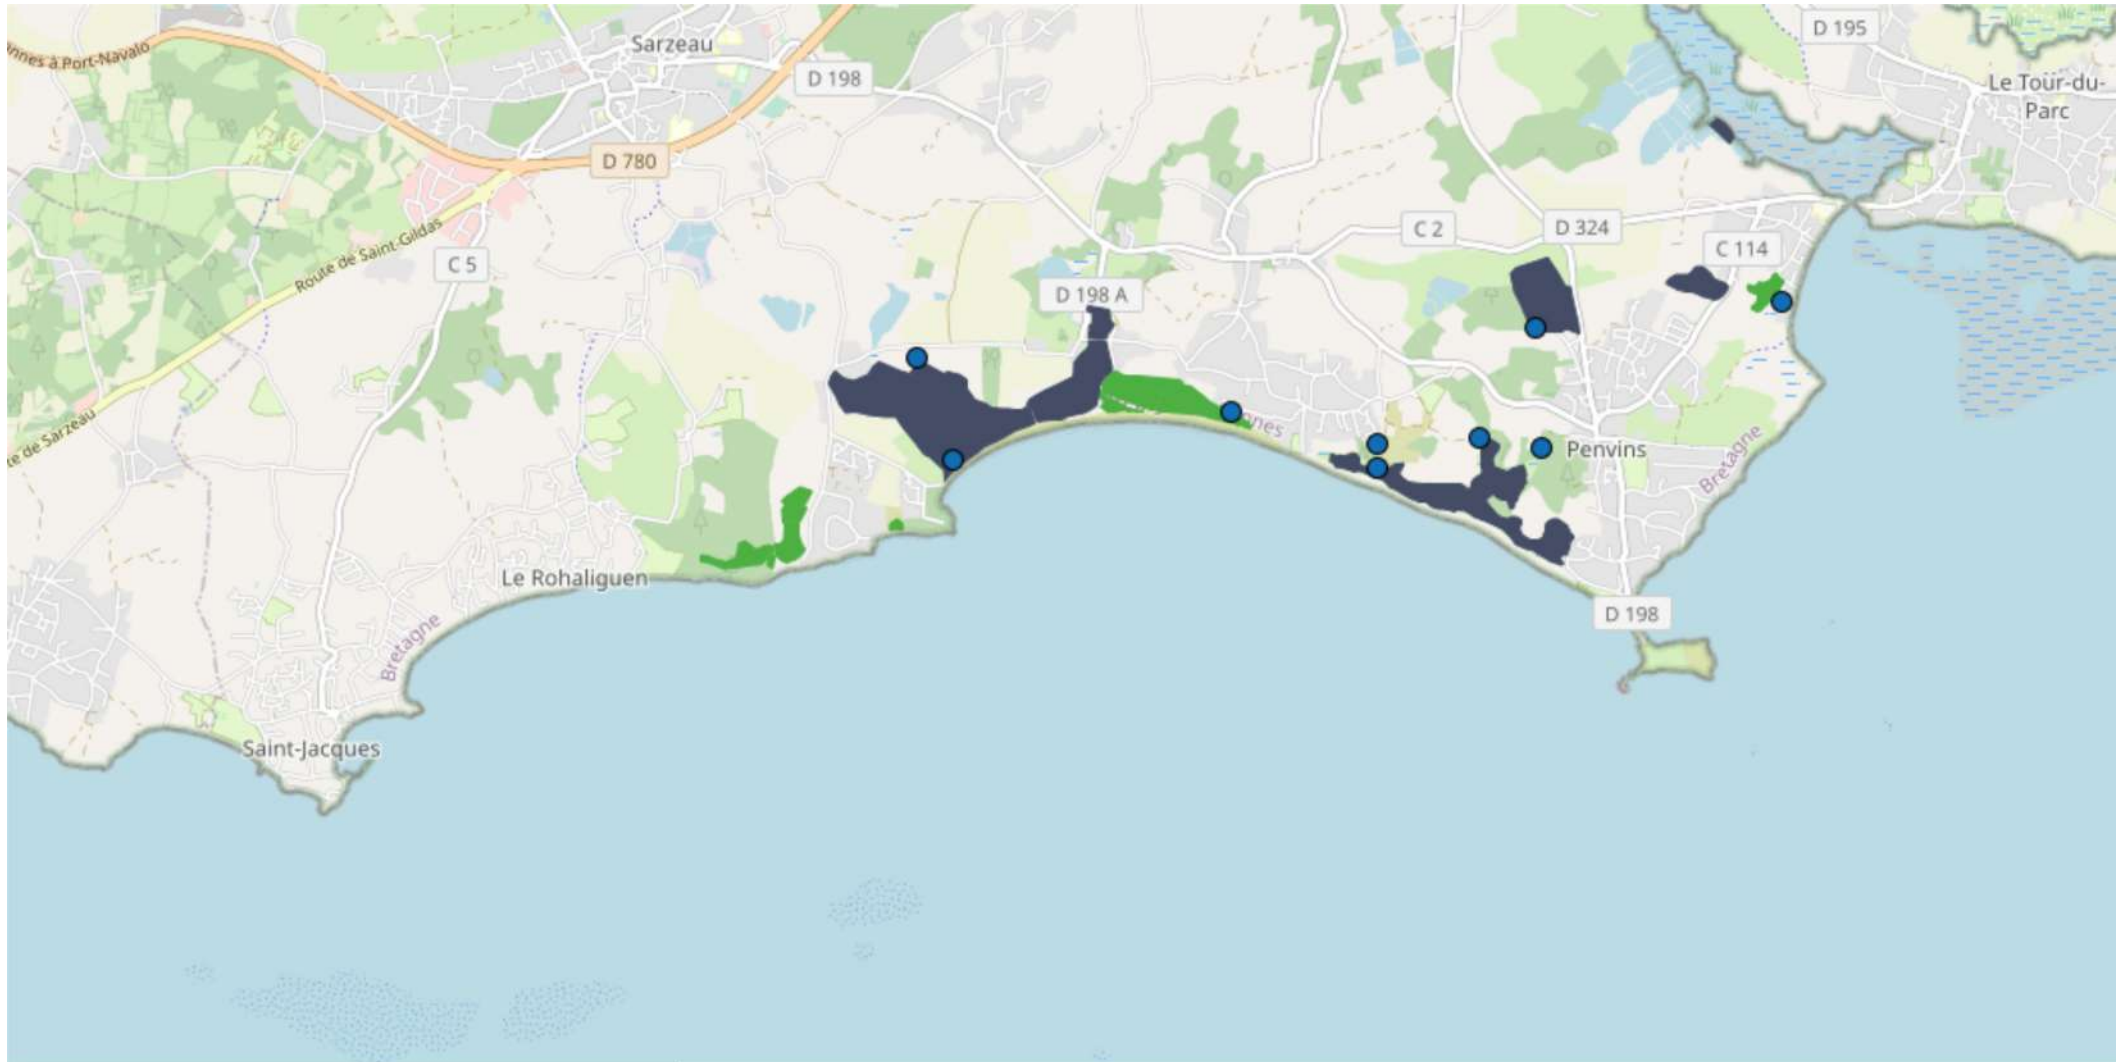 nnes à Port-Navalo
Sarzeau
D 198
D 195
Le Tour-du-
Parc
D 780
Route de Saint-Gildas
C 5
D 198 A
C 2
D 324
C 114
te de Sarzeau
nes
Penvins
Bretagne
Le Rohaliguen
D 198
Bretagne
Saint-Jacques